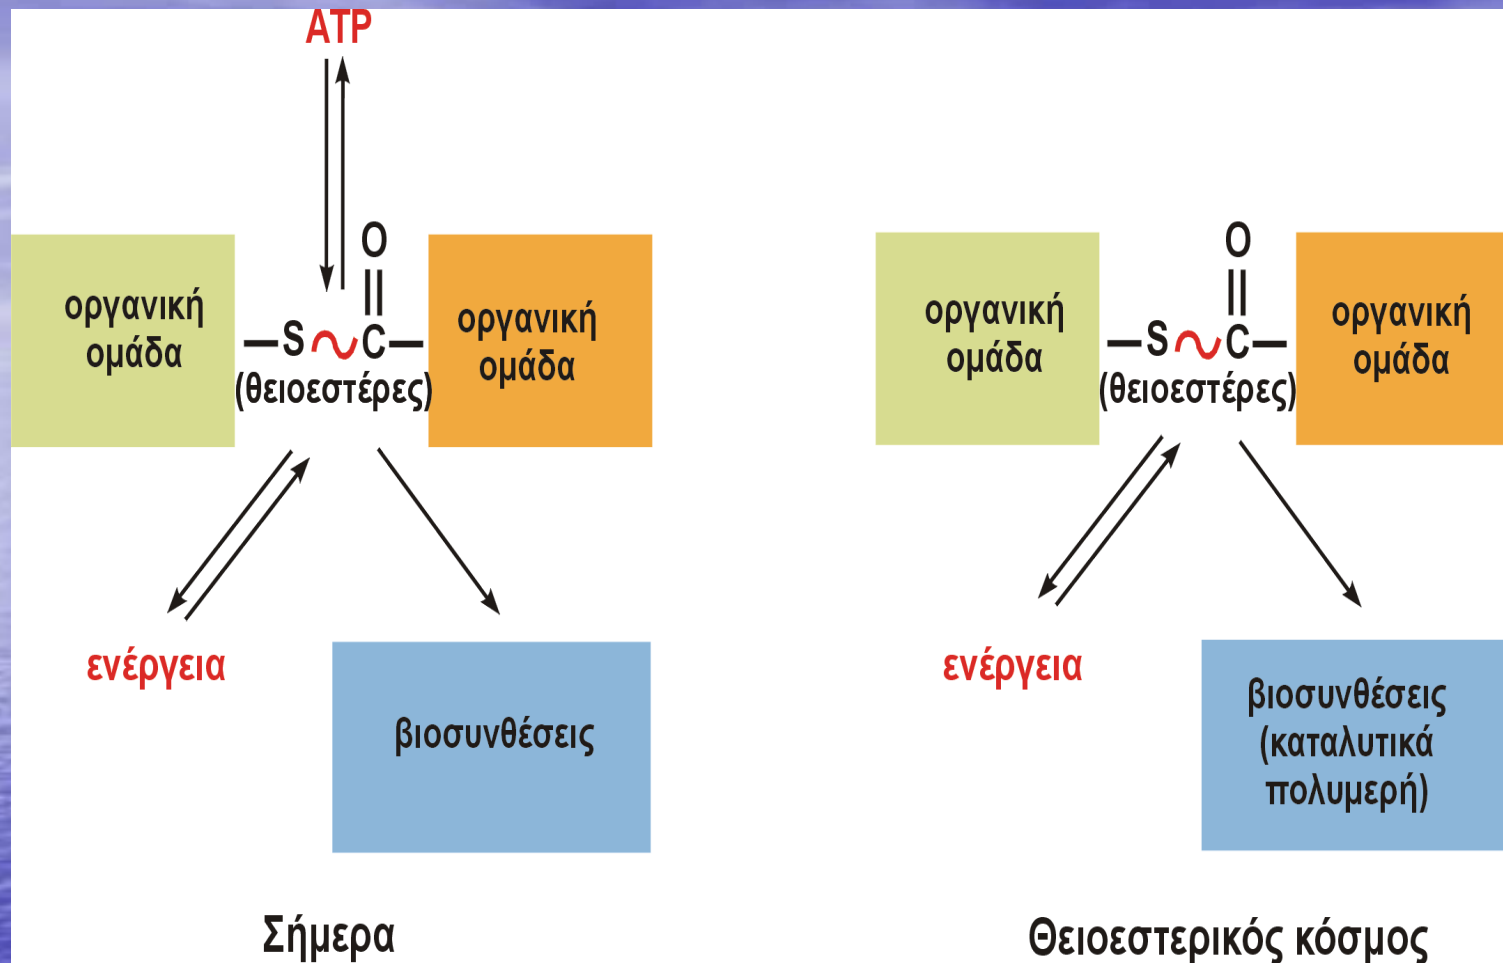 ATP
οργανική
ομάδα
O
–S C–
(θειοεστέρες)
οργανική
ομάδα
ενέργεια
βιοσυνθέσεις
Σήμερα
οργανική
ομάδα
O
–S C–
(θειοεστέρες)
οργανική
ομάδα
ενέργεια
βιοσυνθέσεις
(καταλυτικά
πολυμερή)
Θειοεστερικός κόσμος